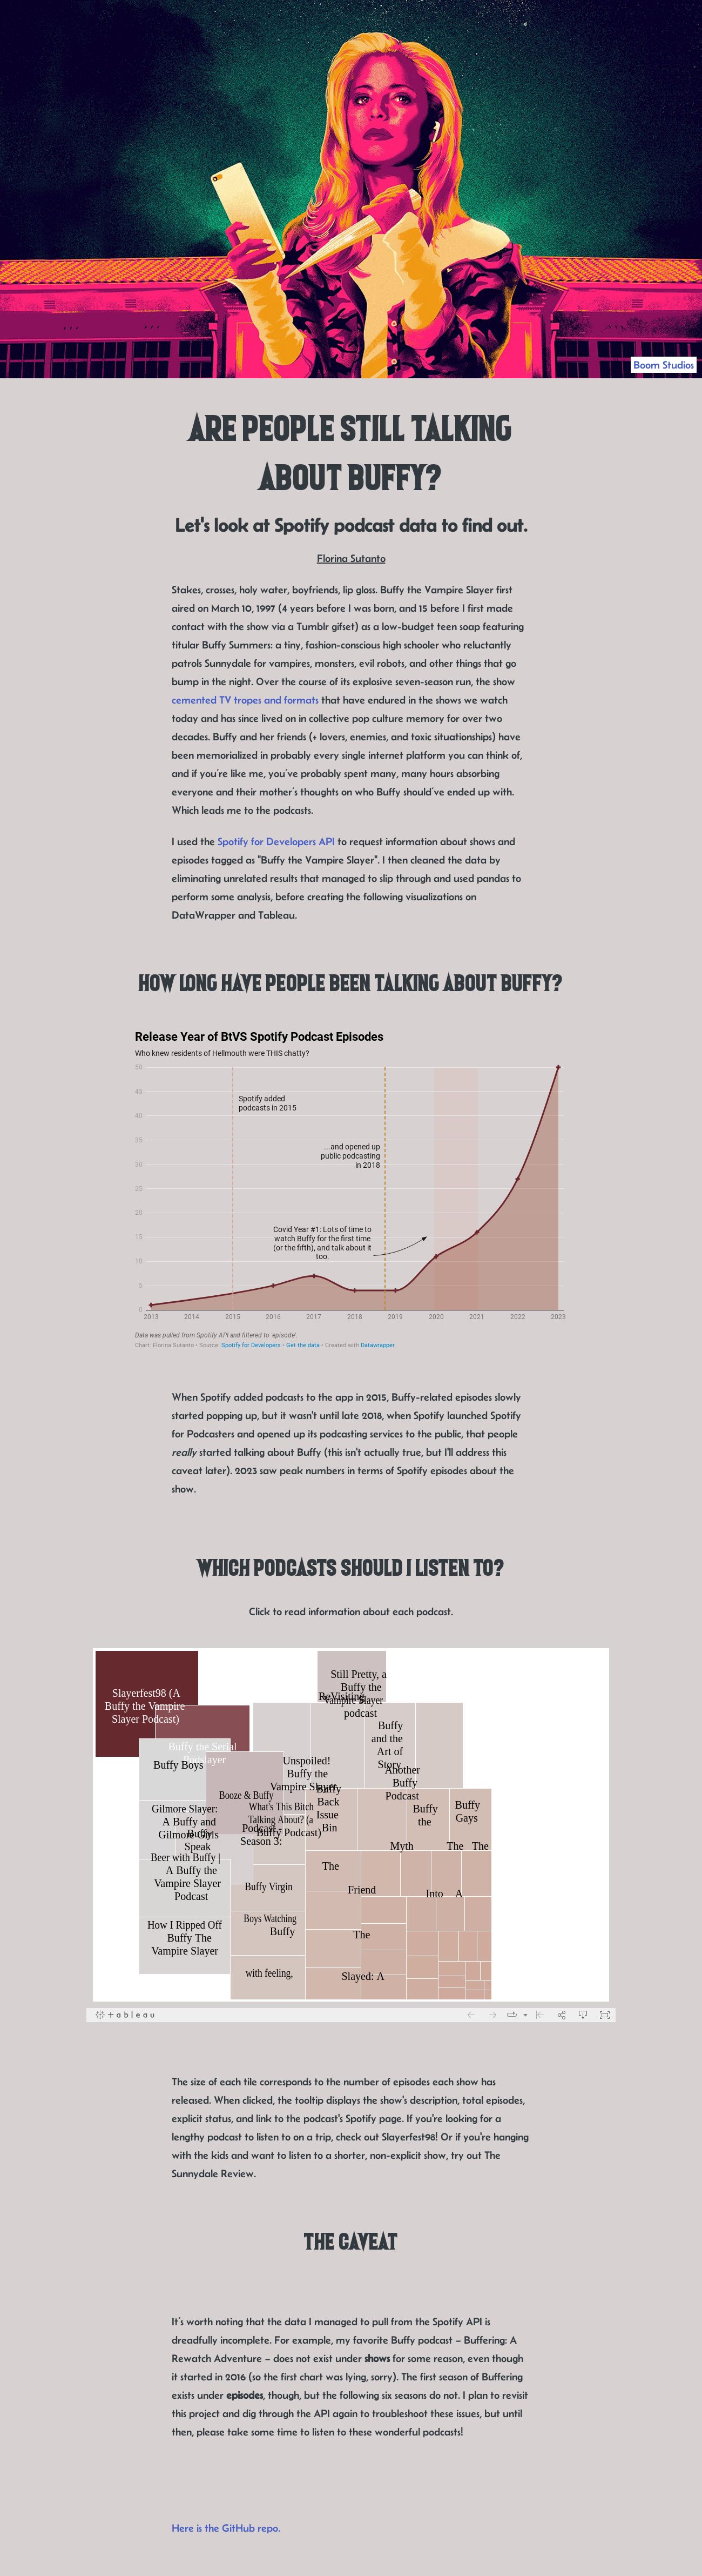 Boom Studios
ARE PEOPLE STILL TALKING
ABOUT BUFFY?
Let's look at Spotify podcast data to find out.
Florina Sutanto
Stakes, crosses, holy water, boyfriends, lip gloss. Buffy the Vampire Slayer first
aired on March 10, 1997 (4 years before I was born, and 15 before I first made
contact with the show via a Tumblr gifset) as a low-budget teen soap featuring
titular Buffy Summers: a tiny, fashion-conscious high schooler who reluctantly
patrols Sunnydale for vampires, monsters, evil robots, and other things that go
bump in the night. Over the course of its explosive seven-season run, the show
cemented TV tropes and formats that have endured in the shows we watch
today and has since lived on in collective pop culture memory for over two
decades. Buffy and her friends (+ lovers, enemies, and toxic situationships) have
been memorialized in probably every single internet platform you can think of,
and if you're like me, you've probably spent many, many hours absorbing
everyone and their mother's thoughts on who Buffy should've ended up with.
Which leads me to the podcasts.
I used the Spotify for Developers API to request information about shows and
episodes tagged as "Buffy the Vampire Slayer". I then cleaned the data by
eliminating unrelated results that managed to slip through and used pandas to
perform some analysis, before creating the following visualizations on
DataWrapper and Tableau.
HOW LONG HAVE PEOPLE BEEN TALKING ABOUT BUFFY?
Release Year of BtVS Spotify Podcast Episodes
Who knew residents of Hellmouth were THIS chatty?
50
45
40
35
30
25
20
15
10
5
0
Spotify added
podcasts in 2015
...and opened up
public podcasting
in 2018
Covid Year #1: Lots of time to
watch Buffy for the first time
(or the fifth), and talk about it
too.
2013 2014 2015 2016 2017 2018 2019 2020 2021 2022 2023
Data was pulled from Spotify API and filtered to 'episode'.
Chart: Florina Sutanto • Source: Spotify for Developers • Get the data • Created with Datawrapper
When Spotify added podcasts to the app in 2015, Buffy-related episodes slowly
started popping up, but it wasn't until late 2018, when Spotify launched Spotify
for Podcasters and opened up its podcasting services to the public, that people
really started talking about Buffy (this isn't actually true, but I'll address this
caveat later). 2023 saw peak numbers in terms of Spotify episodes about the
show.
WHICH PODCASTS SHOULD I LISTEN TO?
Click to read information about each podcast.
Slayerfest98 (A
Buffy the Vampire
Slayer Podcast)
Buffy the Serial
Podslayer
Still Pretty, a
Buffy the
Vampire Slayer
podcast
ReVisiting
Buffy Boys
Unspoiled!
Buffy the
Vampire Slayer
Buffy
and the
Art of
Story
Another
Buffy
Podcast
Gilmore Slayer:
A Buffy and
Gilmore Girls
Buffy
Speak
Booze & Buffy
What's This Bitch
Talking About? (a
Buffy Podcast)
Podcast -
Season 3:
Buffy
Back
Issue
Bin
Buffy
the
Buffy
Gays
Myth
The
The
Beer with Buffy |
A Buffy the
Vampire Slayer
Podcast
The
Buffy Virgin
Friend
Into
A
How I Ripped Off
Buffy The
Vampire Slayer
Boys Watching
Buffy
The
with feeling,
Slayed: A
+ableau
The size of each tile corresponds to the number of episodes each show has
released. When clicked, the tooltip displays the show's description, total episodes,
explicit status, and link to the podcast's Spotify page. If you're looking for a
lengthy podcast to listen to on a trip, check out Slayerfest98! Or if you're hanging
with the kids and want to listen to a shorter, non-explicit show, try out The
Sunnydale Review.
THE CAVEAT
It's worth noting that the data I managed to pull from the Spotify API is
dreadfully incomplete. For example, my favorite Buffy podcast – Buffering: A
Rewatch Adventure – does not exist under shows for some reason, even though
it started in 2016 (so the first chart was lying, sorry). The first season of Buffering
exists under episodes, though, but the following six seasons do not. I plan to revisit
this project and dig through the API again to troubleshoot these issues, but until
then, please take some time to listen to these wonderful podcasts!
Here is the GitHub repo.